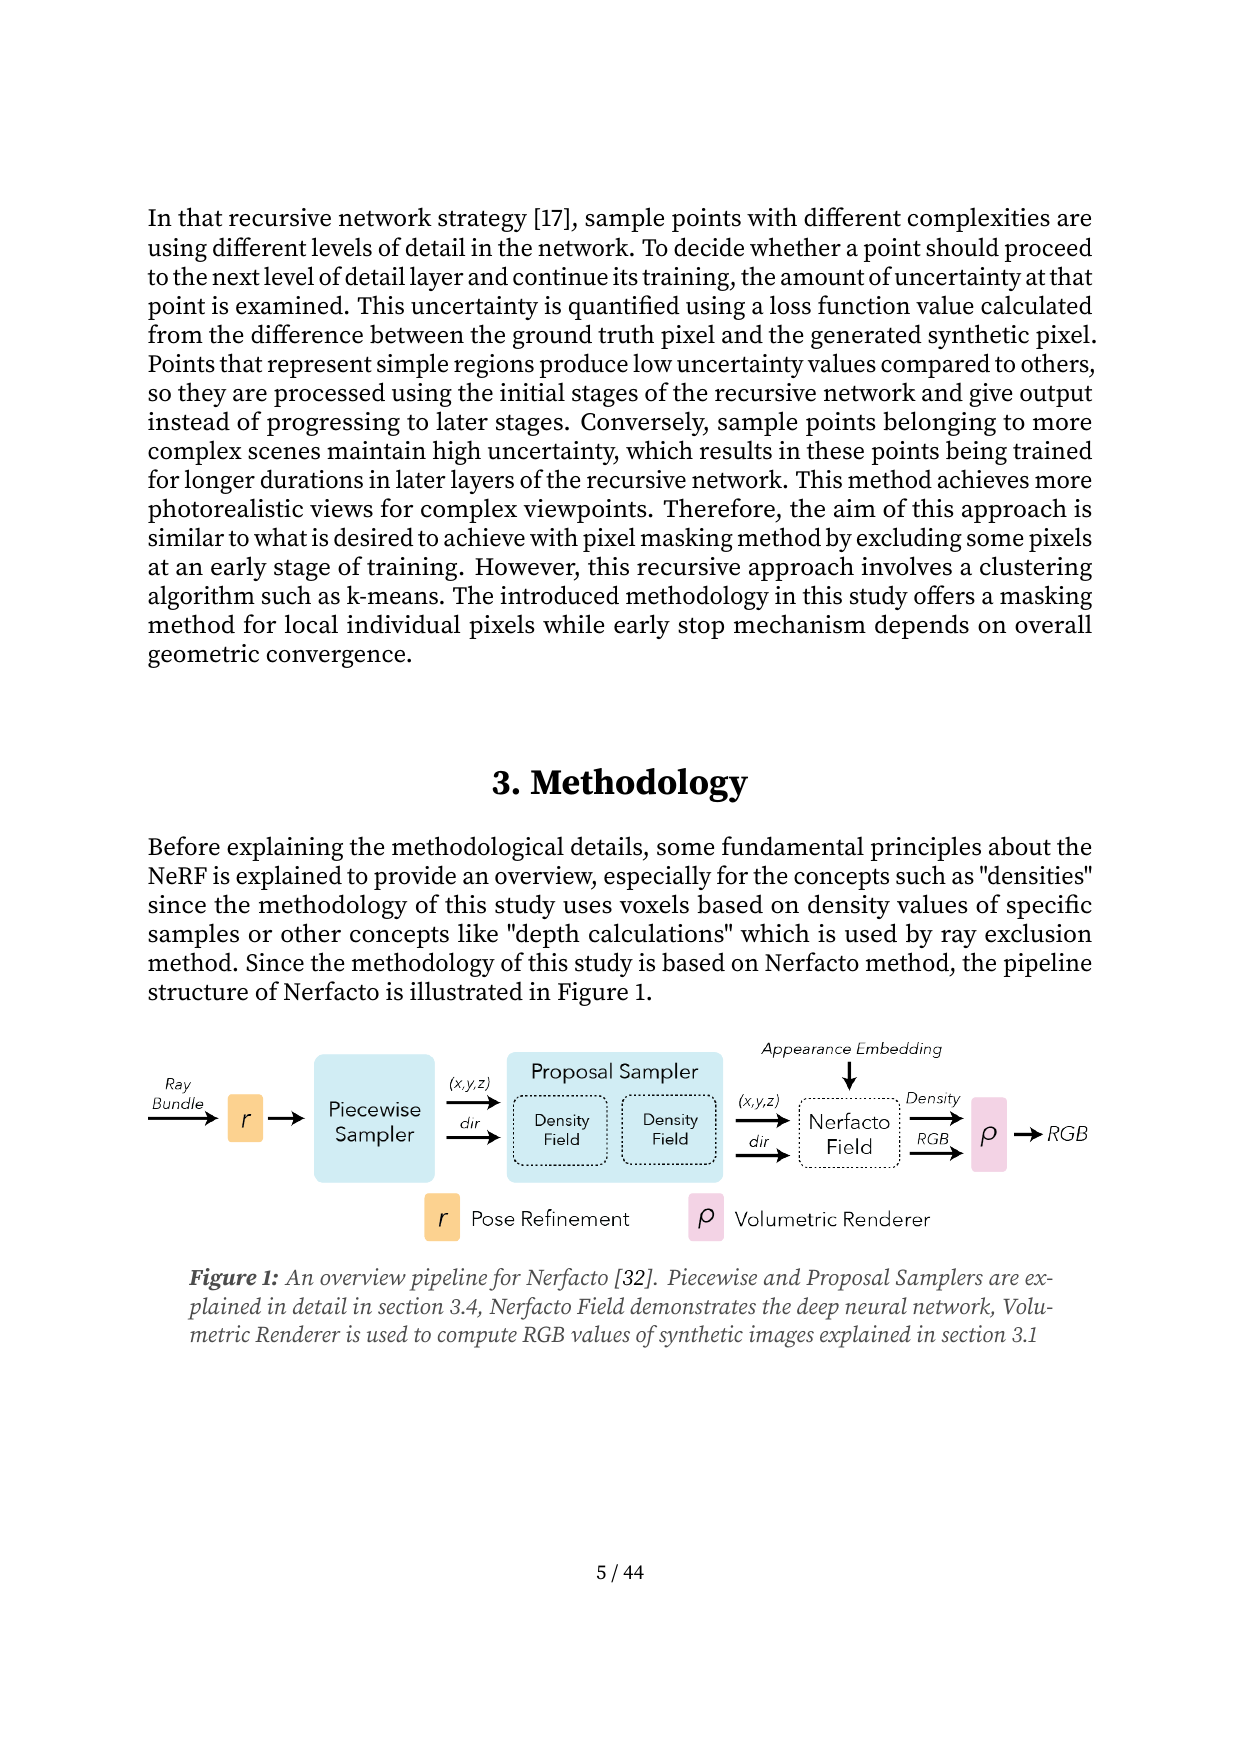 In that recursive network strategy [17], sample points with different complexities are
using different levels of detail in the network. To decide whether a point should proceed
to the next level of detail layer and continue its training, the amount of uncertainty at that
point is examined. This uncertainty is quantified using a loss function value calculated
from the difference between the ground truth pixel and the generated synthetic pixel.
Points that represent simple regions produce low uncertainty values compared to others,
so they are processed using the initial stages of the recursive network and give output
instead of progressing to later stages. Conversely, sample points belonging to more
complex scenes maintain high uncertainty, which results in these points being trained
for longer durations in later layers of the recursive network. This method achieves more
photorealistic views for complex viewpoints. Therefore, the aim of this approach is
similar to what is desired to achieve with pixel masking method by excluding some pixels
at an early stage of training. However, this recursive approach involves a clustering
algorithm such as k-means. The introduced methodology in this study offers a masking
method for local individual pixels while early stop mechanism depends on overall
geometric convergence.
3. Methodology
Before explaining the methodological details, some fundamental principles about the
NeRF is explained to provide an overview, especially for the concepts such as "densities"
since the methodology of this study uses voxels based on density values of specific
samples or other concepts like "depth calculations" which is used by ray exclusion
method. Since the methodology of this study is based on Nerfacto method, the pipeline
structure of Nerfacto is illustrated in Figure 1.
Ray
Bundle
r
Piecewise
Sampler
(x,y,z)
dir
Proposal Sampler
Density
Field
Density
Field
(x,y,z)
dir
Appearance Embedding
Nerfacto
Field
Density
RGB
ρ
RGB
r Pose Refinement
ρ Volumetric Renderer
Figure 1: An overview pipeline for Nerfacto [32]. Piecewise and Proposal Samplers are ex-
plained in detail in section 3.4, Nerfacto Field demonstrates the deep neural network, Volu-
metric Renderer is used to compute RGB values of synthetic images explained in section 3.1
5 / 44